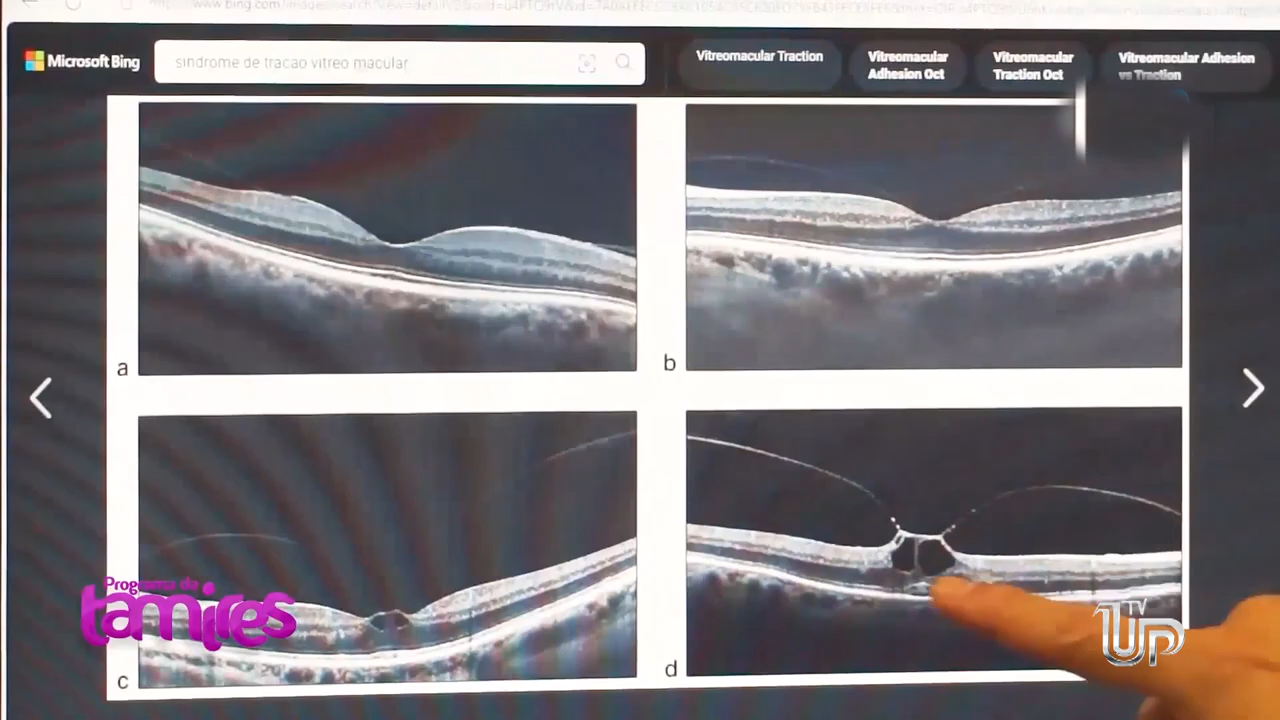 Microsoft Bing
sindrome de tracao vitreo macular
Vitreomacular Traction
Vitreomacular
Adhesion Oct
Vitreomacular
Traction Oct
Vitreomacular Adhesion
vs Traction
a
b
c
d
Programa da
tamires
TV
UP